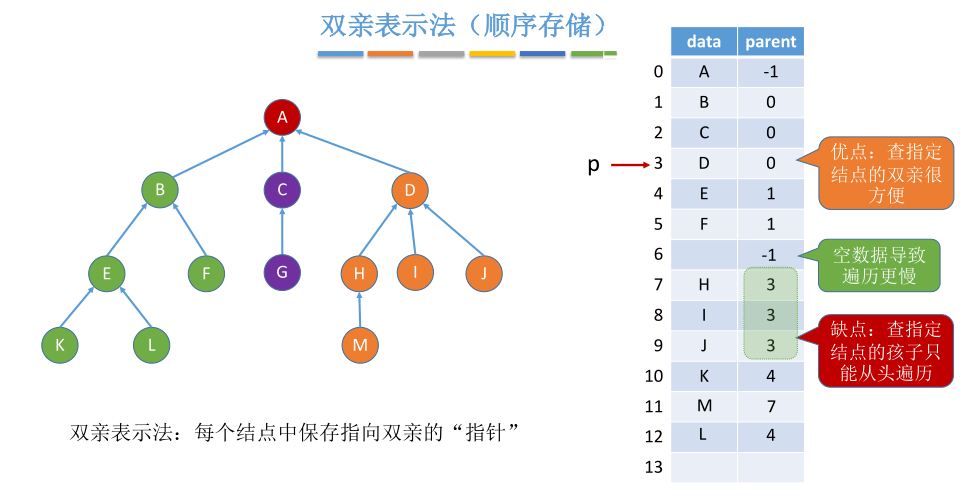 双亲表示法（顺序存储）
A
B
C
D
E
F
G
H
I
J
K
L
M
双亲表示法：每个结点中保存指向双亲的“指针”
p
data parent
0 A -1
1 B 0
2 C 0
3 D 0
4 E 1
5 F 1
6 -1
7 H 3
8 I 3
9 J 3
10 K 4
11 M 7
12 L 4
13
优点：查指定
结点的双亲很
方便
空数据导致
遍历更慢
缺点：查指定
结点的孩子只
能从头遍历